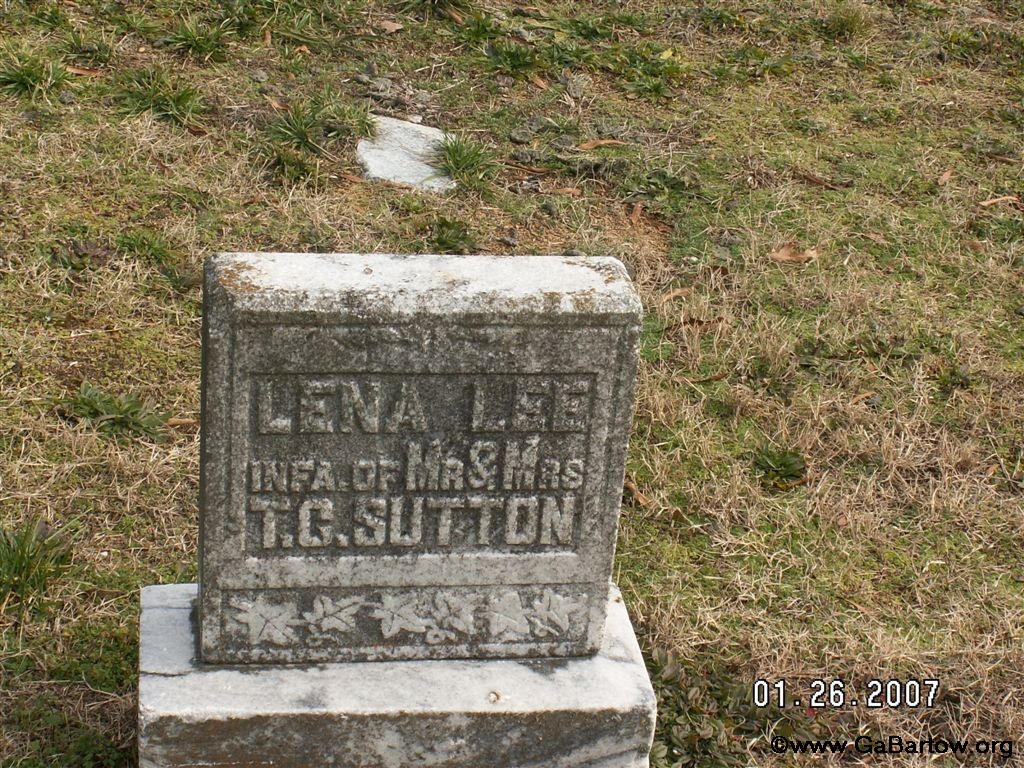 LENA LEE
INFA. OF MR & MRS
T.C. SUTTON
01.26.2007
©www.GaBartow.org